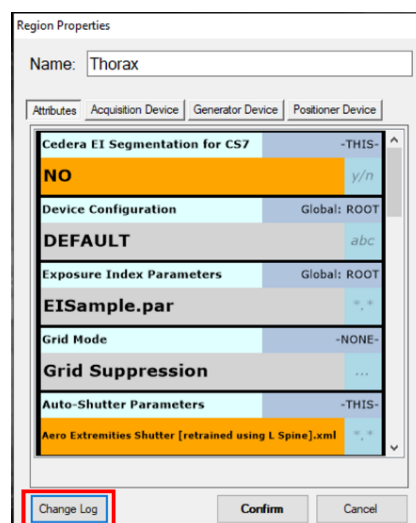 Region Properties
Name: Thorax
Attributes Acquisition Device Generator Device Positioner Device
Cedera EI Segmentation for CS7 -THIS-
NO y/n
Device Configuration Global: ROOT
DEFAULT abc
Exposure Index Parameters Global: ROOT
EISample.par *.*
Grid Mode -NONE-
Grid Suppression ...
Auto-Shutter Parameters -THIS-
Aero Extremities Shutter [retrained using L Spine].xml *.*
Change Log Confirm Cancel